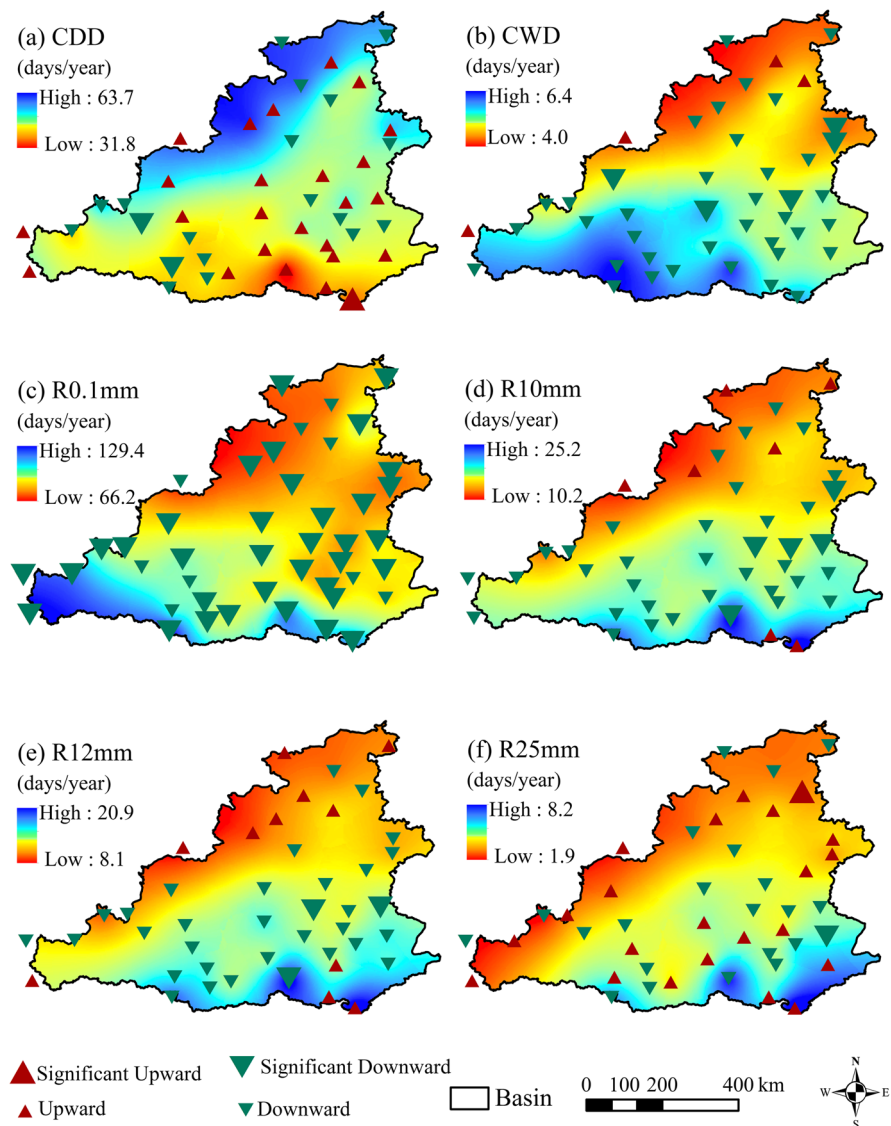 (a) CDD
(days/year)
High : 63.7
Low : 31.8
(b) CWD
(days/year)
High : 6.4
Low : 4.0
(c) R0.1mm
(days/year)
High : 129.4
Low : 66.2
(d) R10mm
(days/year)
High : 25.2
Low : 10.2
(e) R12mm
(days/year)
High : 20.9
Low : 8.1
(f) R25mm
(days/year)
High : 8.2
Low : 1.9
Significant Upward
Significant Downward
Upward
Downward
Basin
0 100 200 400 km
N
W E
S